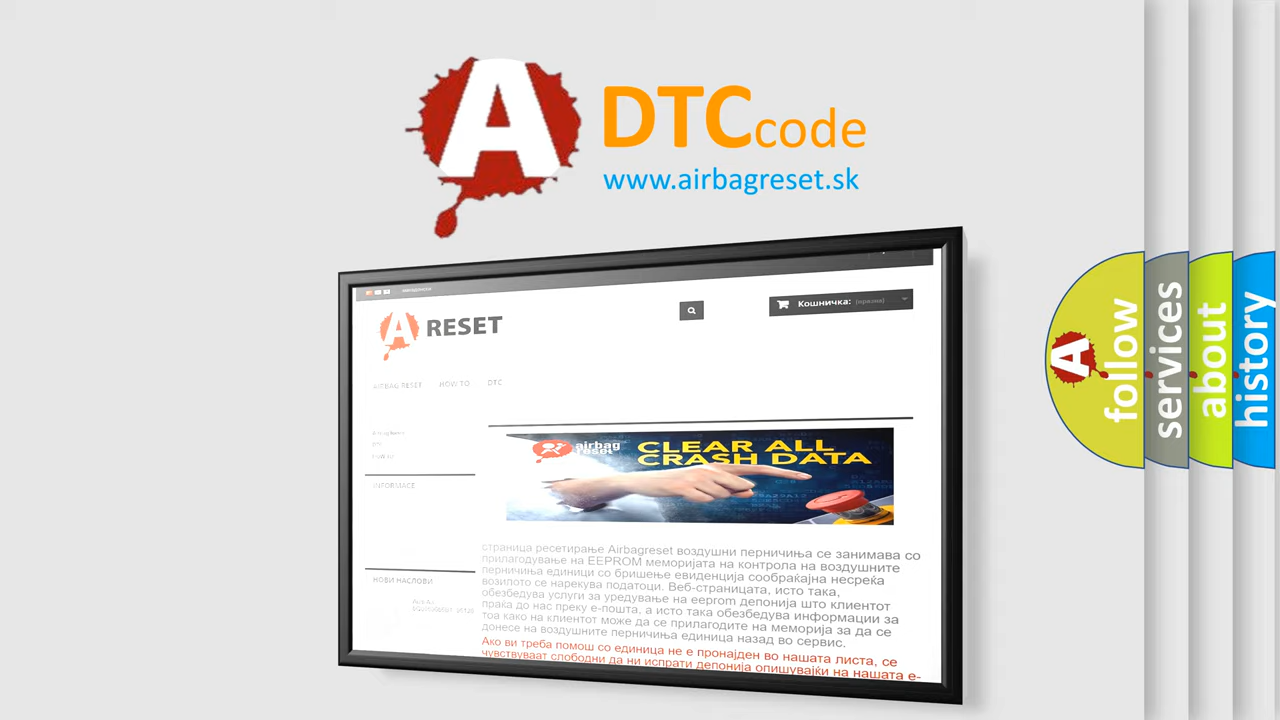 A
DTC code
www.airbagreset.sk
A RESET
Кошничка: (празна)
AIRBAG RESET HOW TO DTC
INFORMACE
airbag
reset
CLEAR ALL
CRASH DATA
страница ресетирање Airbagreset воздушни перничиња се занимава со
прилагодување на EEPROM меморијата на контрола на воздушните
перничиња единици со бришење евиденција сообраќајна несреќа
возилото се нарекува податоци. Веб-страницата, исто така,
обезбедува услуги за уредување на eeprom депонија што клиентот
праќа до нас преку е-пошта, а исто така обезбедува информации за
тоа како на клиентот може да се прилагодите на меморија за да се
донесе на воздушните перничиња единица назад во сервис.
Ако ви треба помош со единица не е пронајден во нашата листа, се
чувствуваат слободни да ни испрати депонија опишувајќи на нашата е-
НОВИ НАСЛОВИ
A
follow
services
about
history